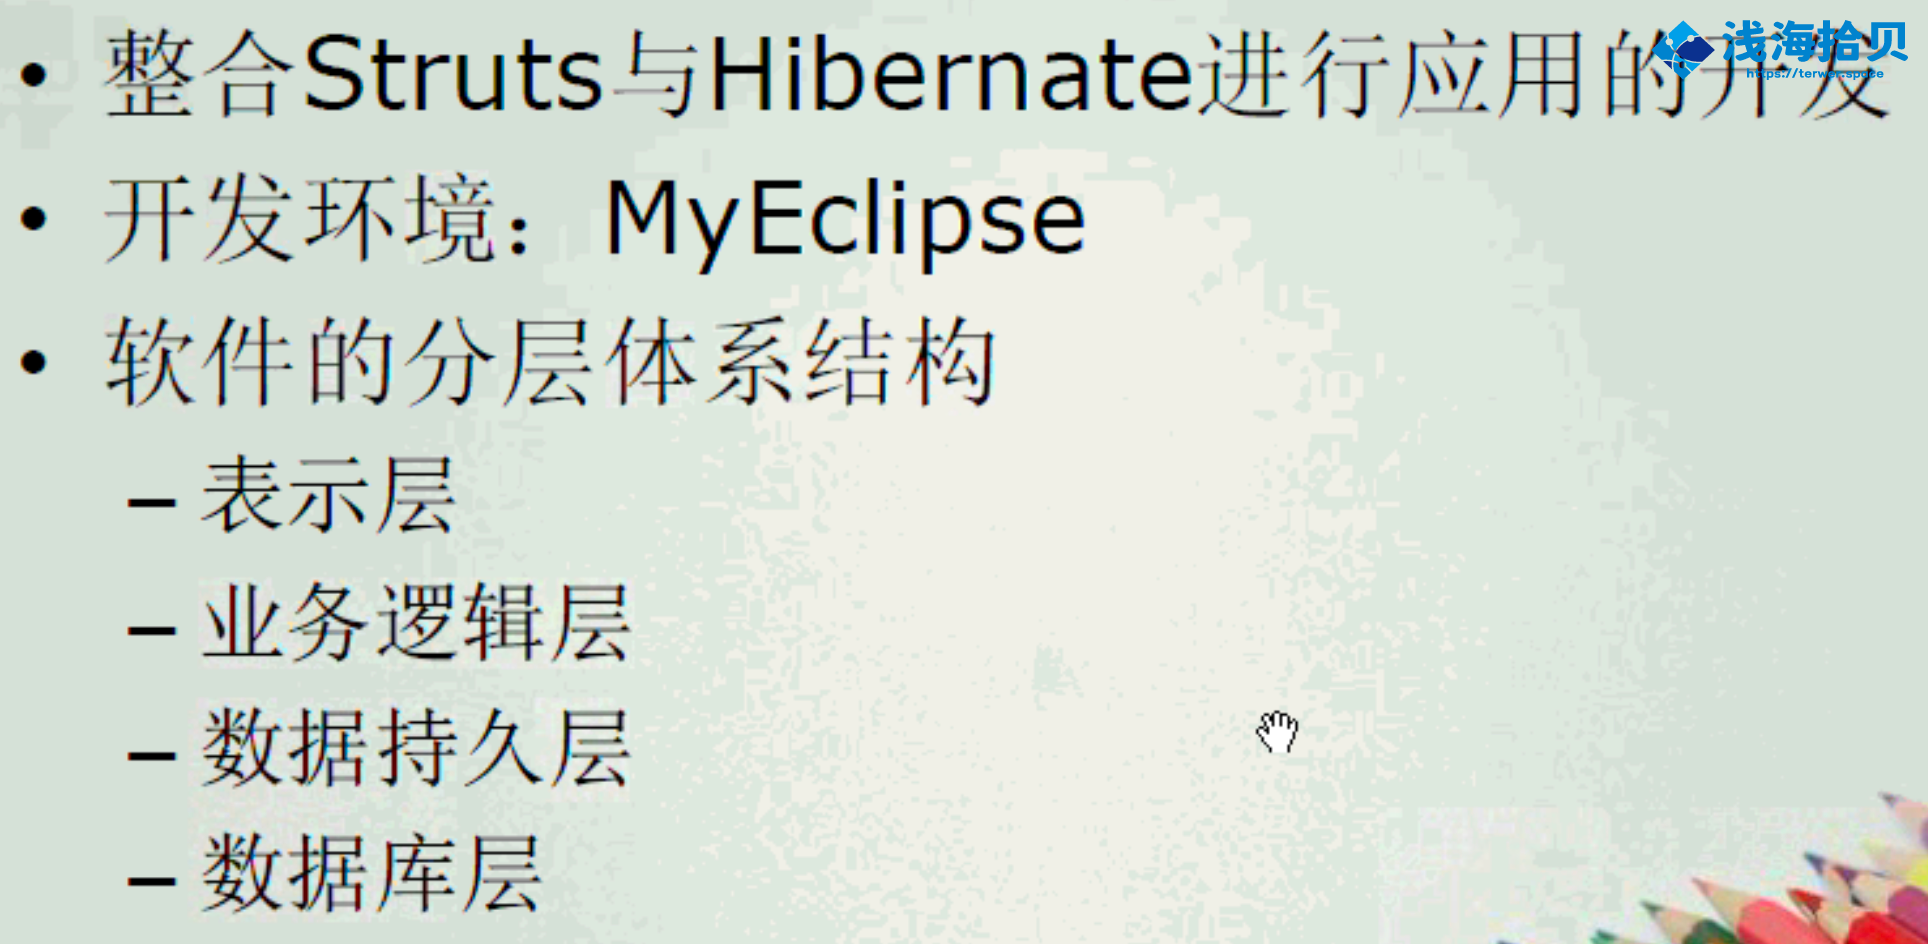 • 整合Struts与Hibernate进行应用的开发
浅海拾贝
https://terwer.space
• 开发环境：MyEclipse
• 软件的分层体系结构
– 表示层
– 业务逻辑层
– 数据持久层
– 数据库层